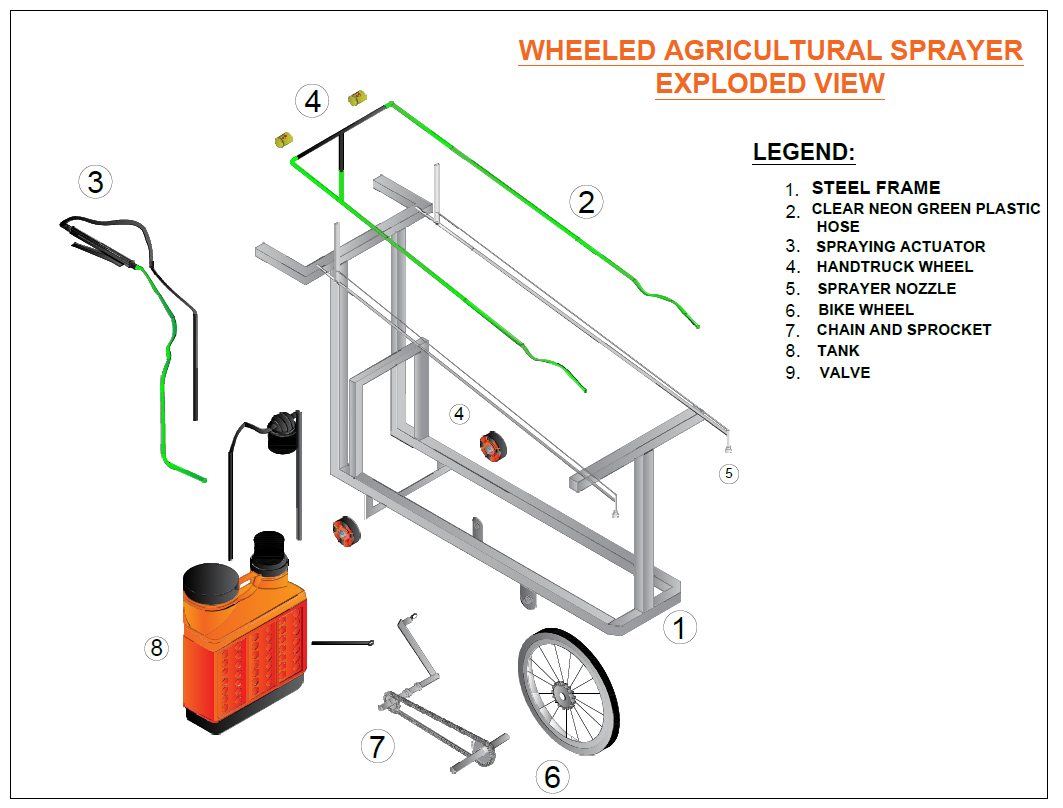 WHEELED AGRICULTURAL SPRAYER
EXPLODED VIEW
LEGEND:
1. STEEL FRAME
2. CLEAR NEON GREEN PLASTIC
HOSE
3. SPRAYING ACTUATOR
4. HANDTRUCK WHEEL
5. SPRAYER NOZZLE
6. BIKE WHEEL
7. CHAIN AND SPROCKET
8. TANK
9. VALVE
4
3
2
4
5
1
8
7
6